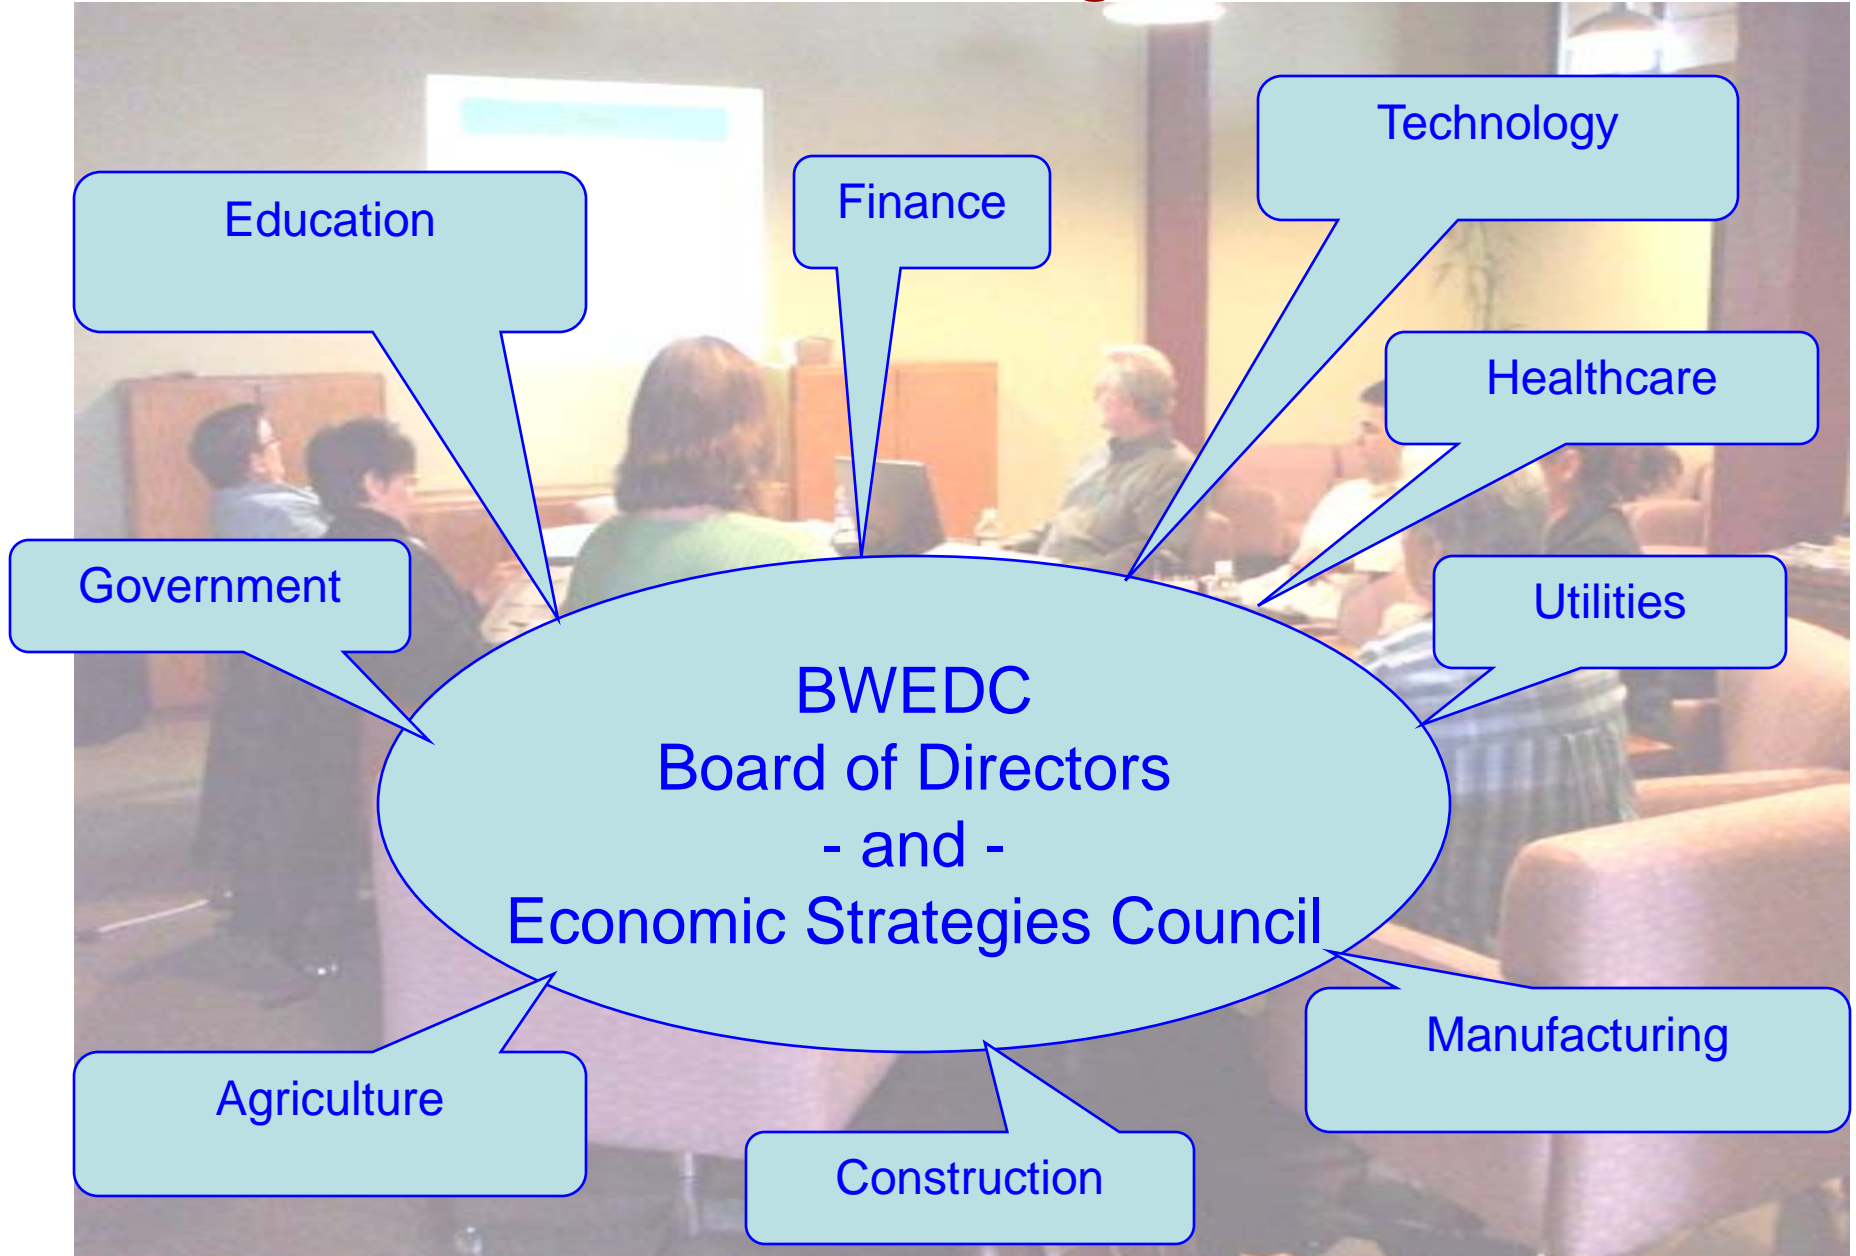 Technology
Education
Finance
Healthcare
Government
Utilities
BWEDC
Board of Directors
- and -
Economic Strategies Council
Manufacturing
Agriculture
Construction